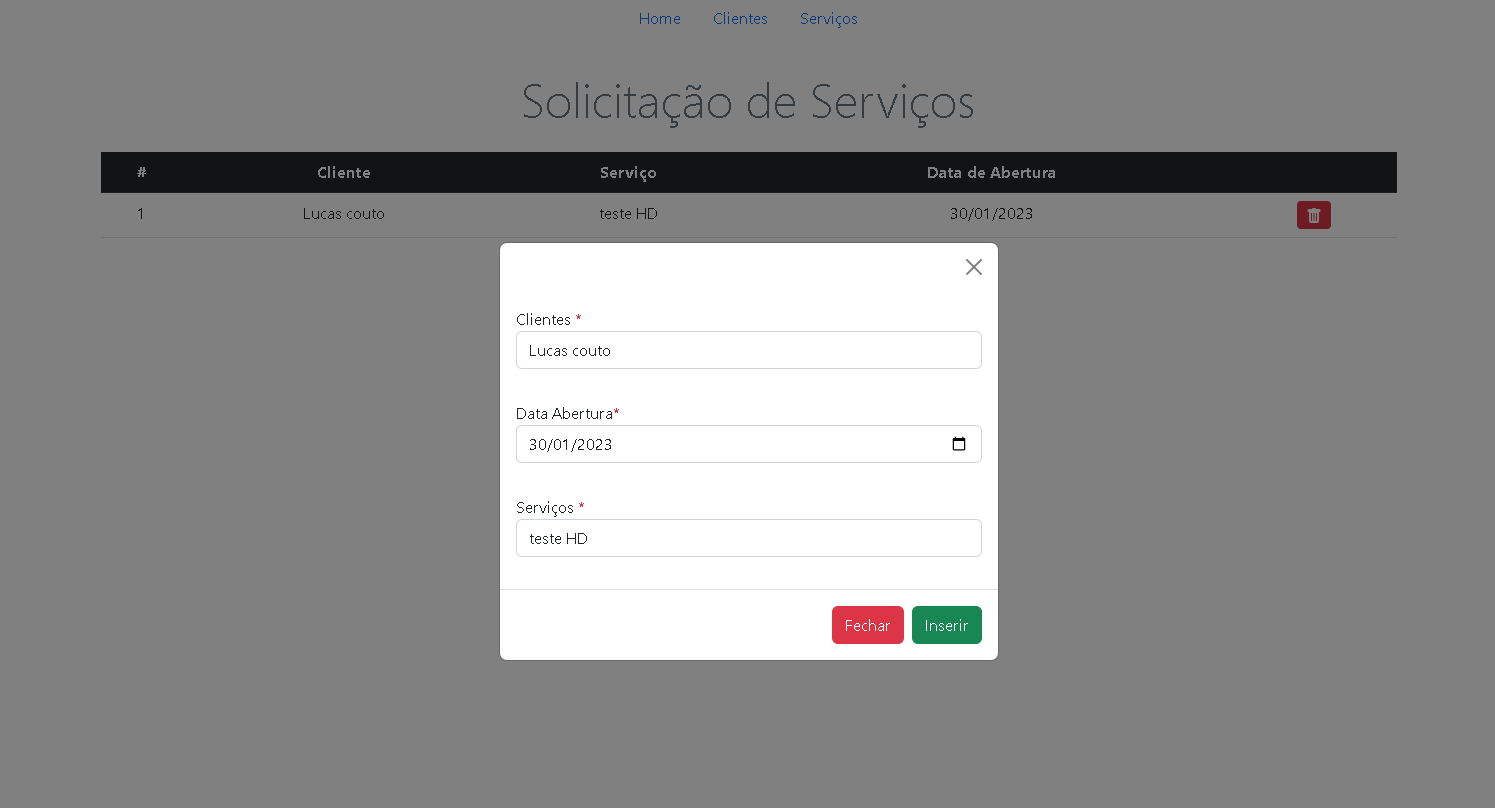 Home Clientes Serviços
Solicitação de Serviços
# Cliente Serviço Data de Abertura
1 Lucas couto teste HD 30/01/2023
Clientes *
Lucas couto
Data Abertura*
30/01/2023
Serviços *
teste HD
Fechar Inserir